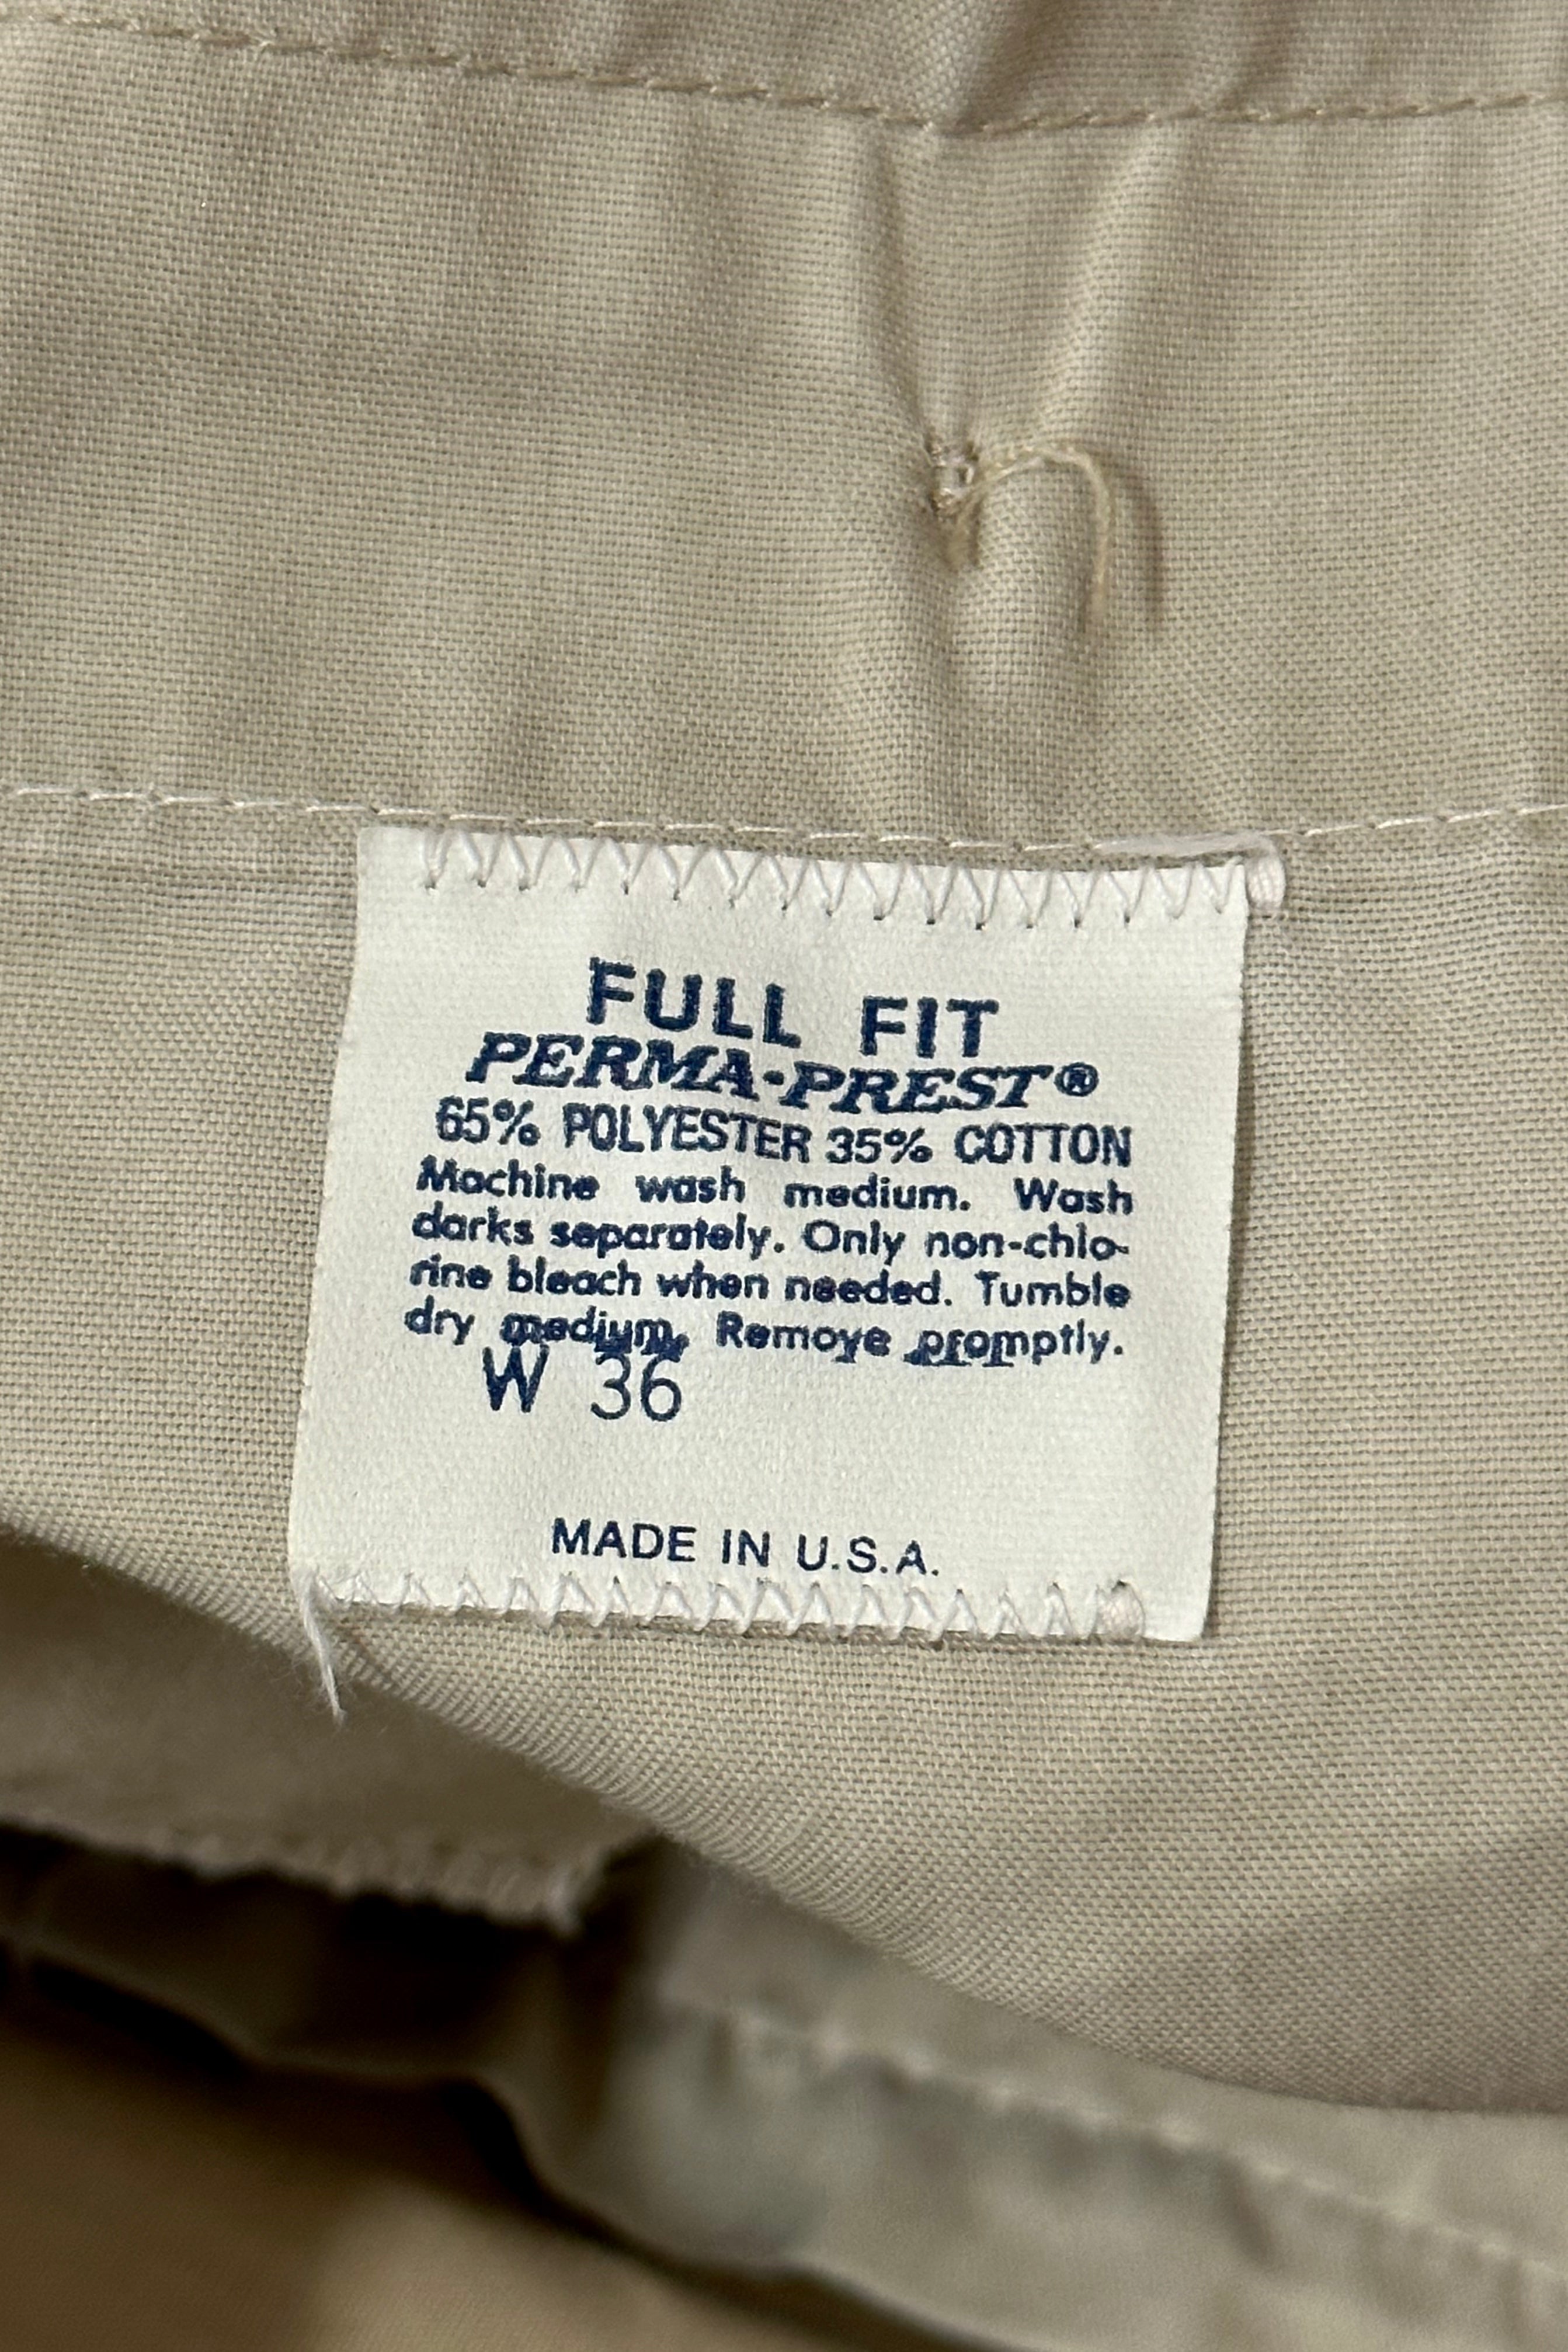 FULL FIT
PERMA-PREST®
65% POLYESTER 35% COTTON
Machine wash medium. Wash
darks separately. Only non-chlo-
rine bleach when needed. Tumble
dry medium. Remove promptly.
W 36
MADE IN U.S.A.